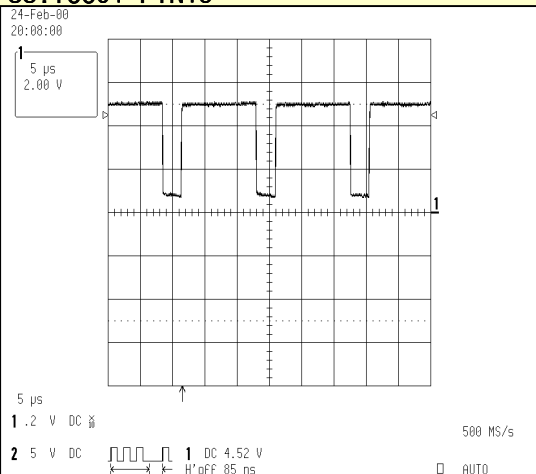 24-Feb-00
20:08:00
1
5 µs
2.00 V
1
5 µs
1 .2 V DC
2 5 V DC
1 DC 4.52 V
H'off 85 ns
500 MS/s
AUTO